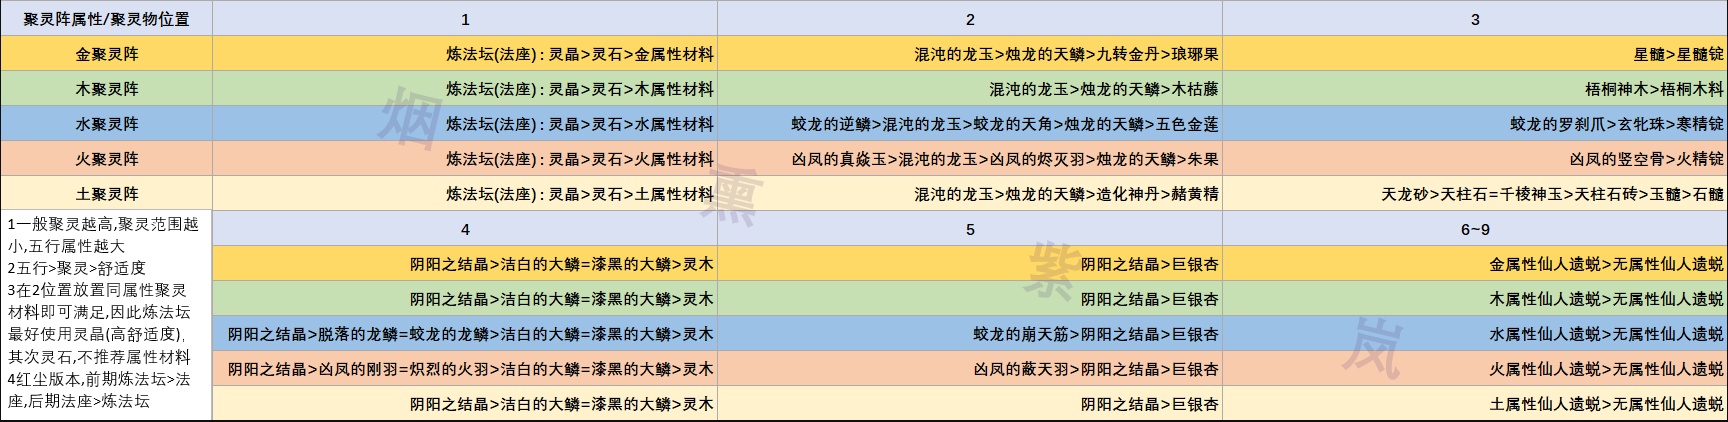 聚灵阵属性/聚灵物位置 1 2 3
金聚灵阵 炼法坛(法座)：灵晶>灵石>金属性材料 混沌的龙玉>烛龙的天鳞>九转金丹>琅琊果 星髓>星髓锭
木聚灵阵 炼法坛(法座)：灵晶>灵石>木属性材料 混沌的龙玉>烛龙的天鳞>木枯藤 梧桐神木>梧桐木料
水聚灵阵 炼法坛(法座)：灵晶>灵石>水属性材料 蛟龙的逆鳞>混沌的龙玉>蛟龙的天角>烛龙的天鳞>五色金莲 蛟龙的罗刹爪>玄牝珠>寒精锭
火聚灵阵 炼法坛(法座)：灵晶>灵石>火属性材料 凶凤的真焱玉>混沌的龙玉>凶凤的烬灭羽>烛龙的天鳞>朱果 凶凤的竖空骨>火精锭
土聚灵阵 炼法坛(法座)：灵晶>灵石>土属性材料 混沌的龙玉>烛龙的天鳞>造化神丹>赭黄精 天龙砂>天柱石=千棱神玉>天柱石砖>玉髓>石髓
4 5 6~9
阴阳之结晶>洁白的大鳞=漆黑的大鳞>灵木 阴阳之结晶>巨银杏 金属性仙人遗蜕>无属性仙人遗蜕
阴阳之结晶>洁白的大鳞=漆黑的大鳞>灵木 阴阳之结晶>巨银杏 木属性仙人遗蜕>无属性仙人遗蜕
阴阳之结晶>脱落的龙鳞=蛟龙的龙鳞>洁白的大鳞=漆黑的大鳞>灵木 蛟龙的崩天筋>阴阳之结晶>巨银杏 水属性仙人遗蜕>无属性仙人遗蜕
阴阳之结晶>凶凤的刚羽=炽烈的火羽>洁白的大鳞=漆黑的大鳞>灵木 凶凤的蔽天羽>阴阳之结晶>巨银杏 火属性仙人遗蜕>无属性仙人遗蜕
阴阳之结晶>洁白的大鳞=漆黑的大鳞>灵木 阴阳之结晶>巨银杏 土属性仙人遗蜕>无属性仙人遗蜕
1一般聚灵越高,聚灵范围越
小,五行属性越大
2五行>聚灵>舒适度
3在2位置放置同属性聚灵
材料即可满足,因此炼法坛
最好使用灵晶(高舒适度),
其次灵石,不推荐属性材料
4红尘版本,前期炼法坛>法
座,后期法座>炼法坛
烟
熏
紫
岚